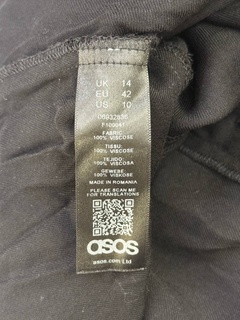 UK 14
EU 42
US 10
F100041
FABRIC
100% VISCOSE
TISSU:
100% VISCOSE
TEJIDO:
100% VISCOSA
GEWEBE
100% VISKOSE
MADE IN ROMANIA
PLEASE SCAN ME
FOR TRANSLATIONS
asos
asos.com Ltd